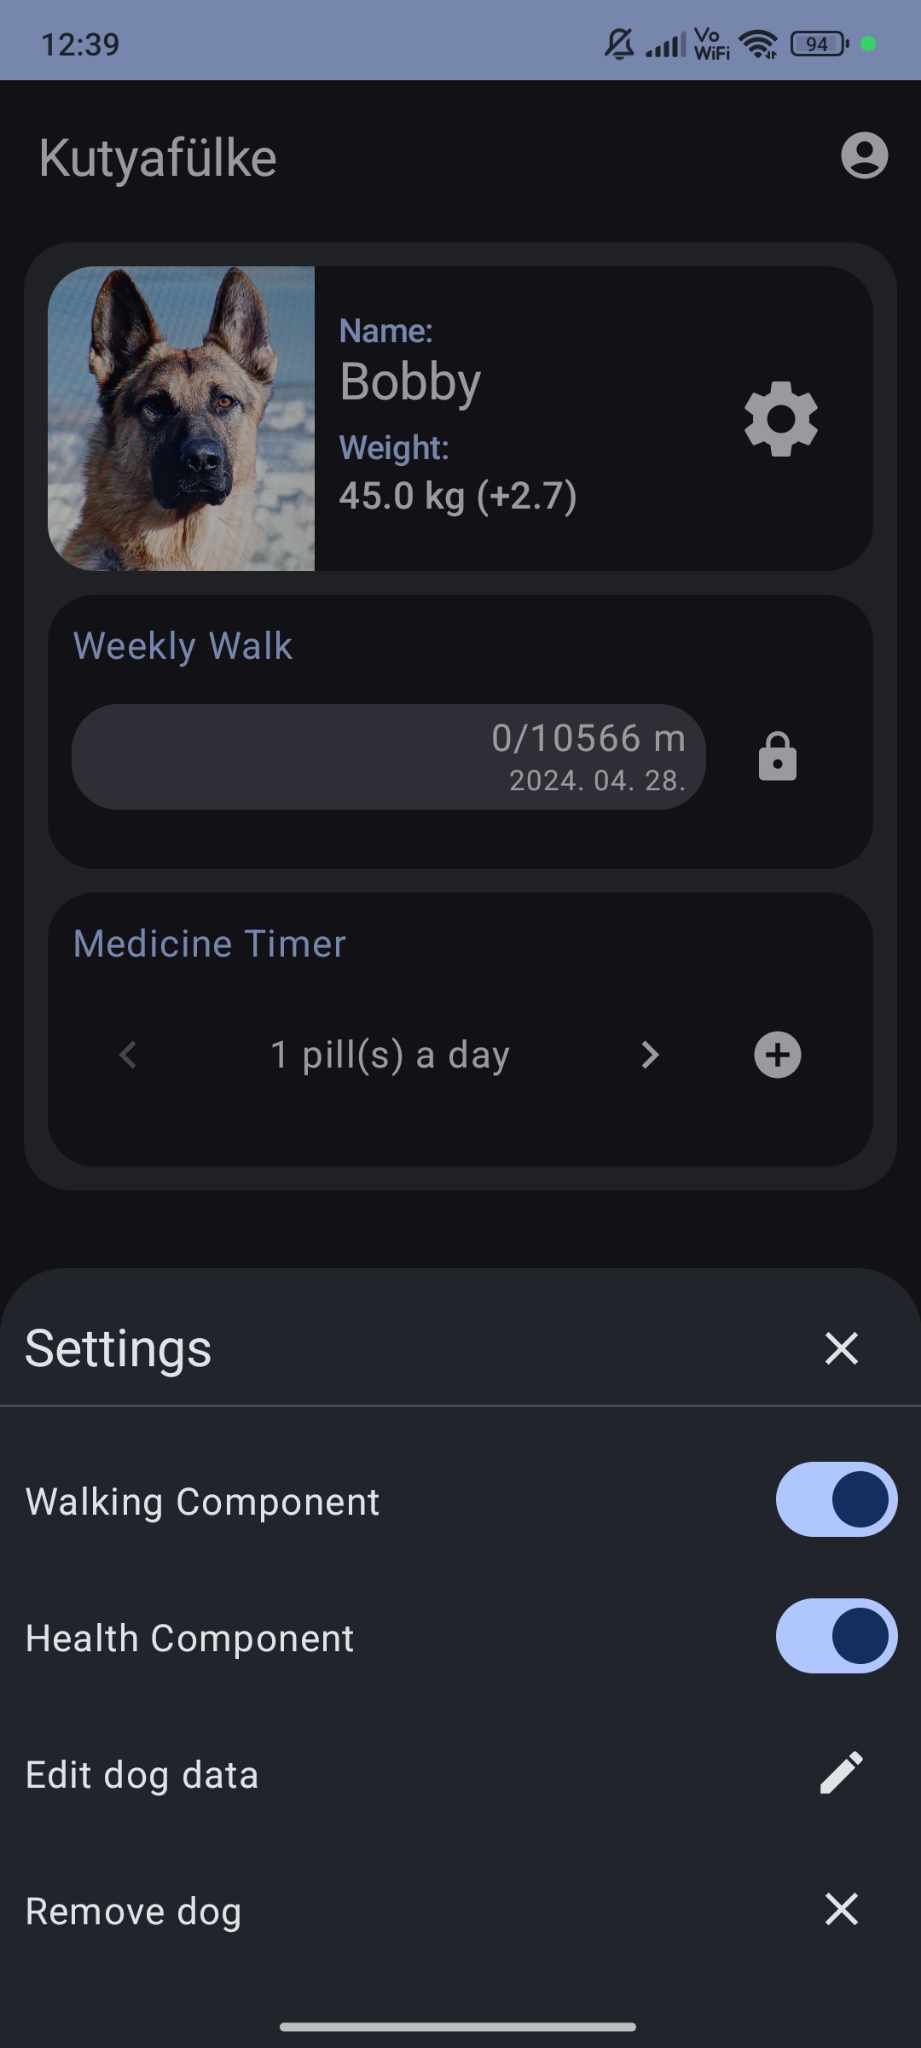 12:39
Vo
WiFi
94
Kutyafülke
Name:
Bobby
Weight:
45.0 kg (+2.7)
Weekly Walk
0/10566 m
2024. 04. 28.
Medicine Timer
1 pill(s) a day
Settings
Walking Component
Health Component
Edit dog data
Remove dog